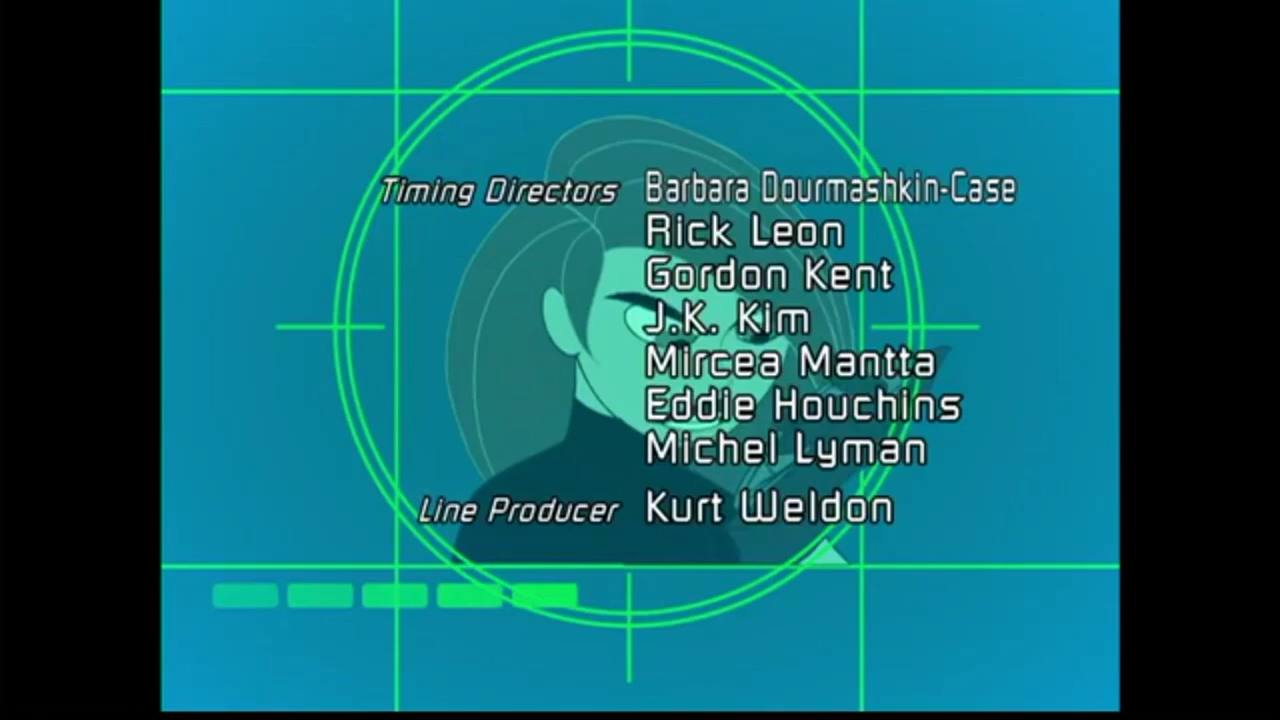 Timing Directors Barbara Dourmashkin-Case
Rick Leon
Gordon Kent
J.K. Kim
Mircea Mantta
Eddie Houchins
Michel Lyman
Line Producer Kurt Weldon